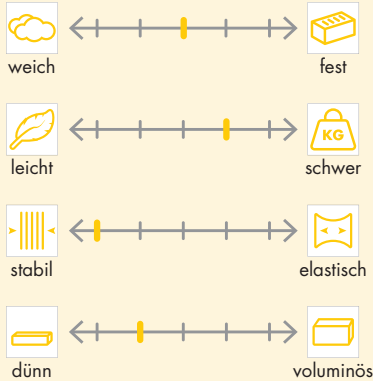 weich fest
KG
leicht schwer
stabil elastisch
dünn voluminös